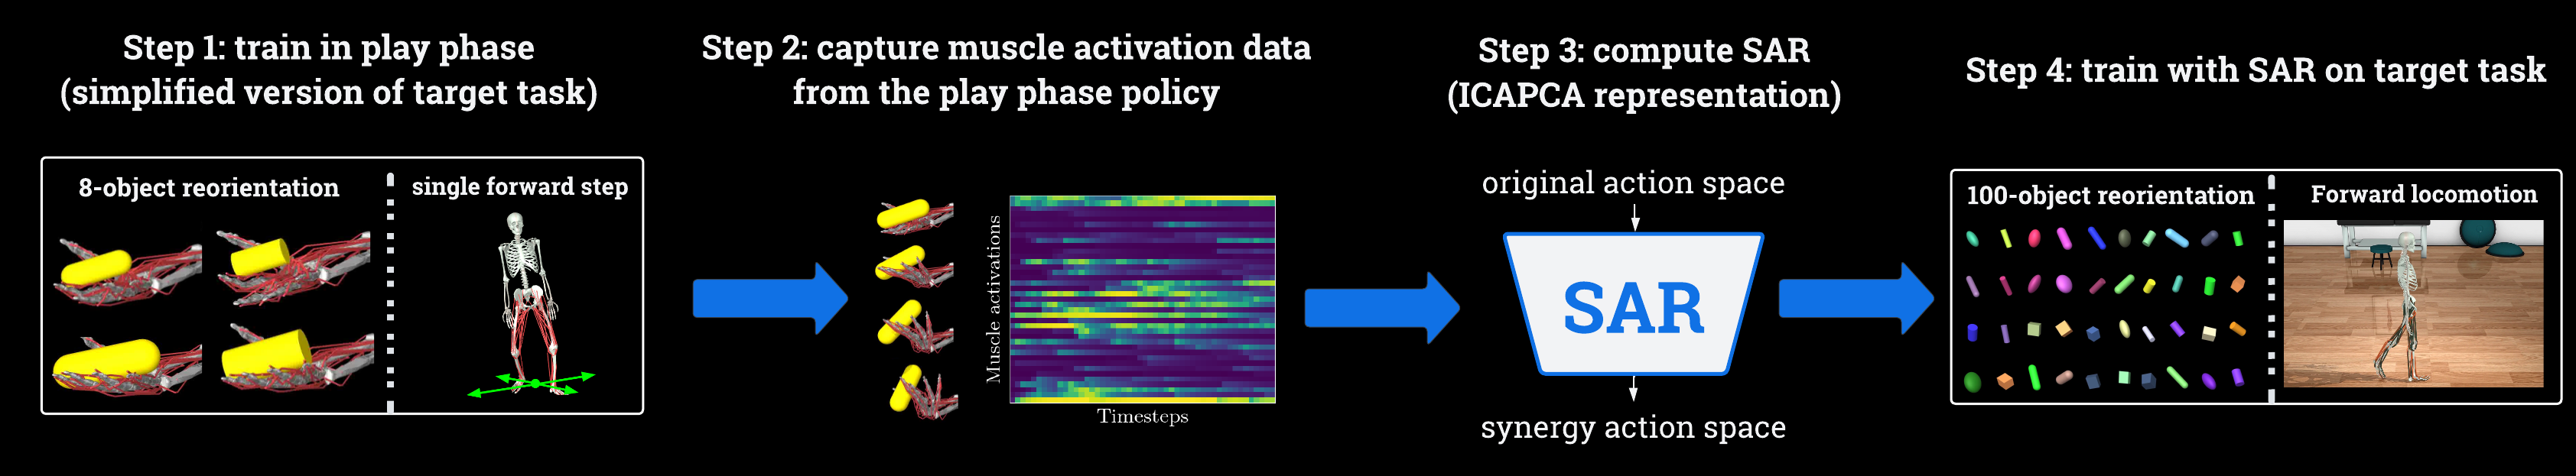 Step 1: train in play phase
(simplified version of target task)
8-object reorientation
single forward step
Step 2: capture muscle activation data
from the play phase policy
Muscle activations
Timesteps
Step 3: compute SAR
(ICAPCA representation)
original action space
SAR
synergy action space
Step 4: train with SAR on target task
100-object reorientation
Forward locomotion